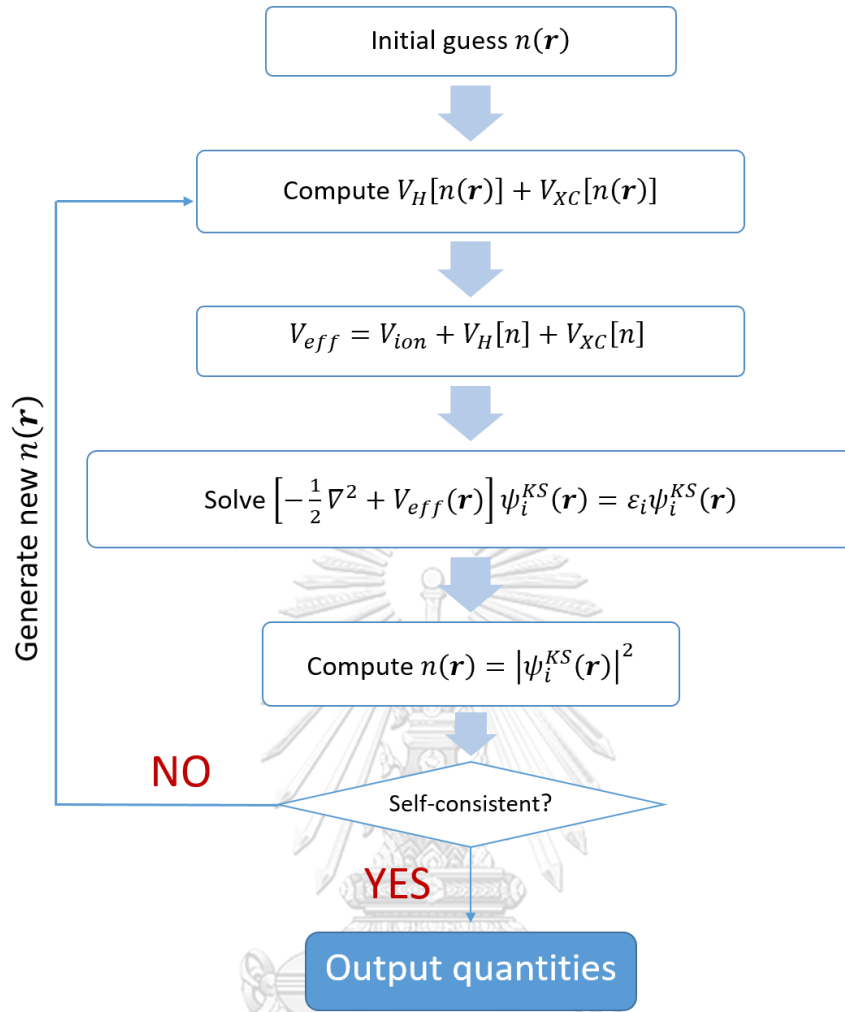 Initial guess n(r)
Compute V_H[n(r)] + V_XC[n(r)]
V_eff = V_ion + V_H[n] + V_XC[n]
Solve [−½∇² + V_eff(r)] ψ_i^KS(r) = ε_i ψ_i^KS(r)
Compute n(r) = |ψ_i^KS(r)|²
Self-consistent?
NO
Generate new n(r)
YES
Output quantities